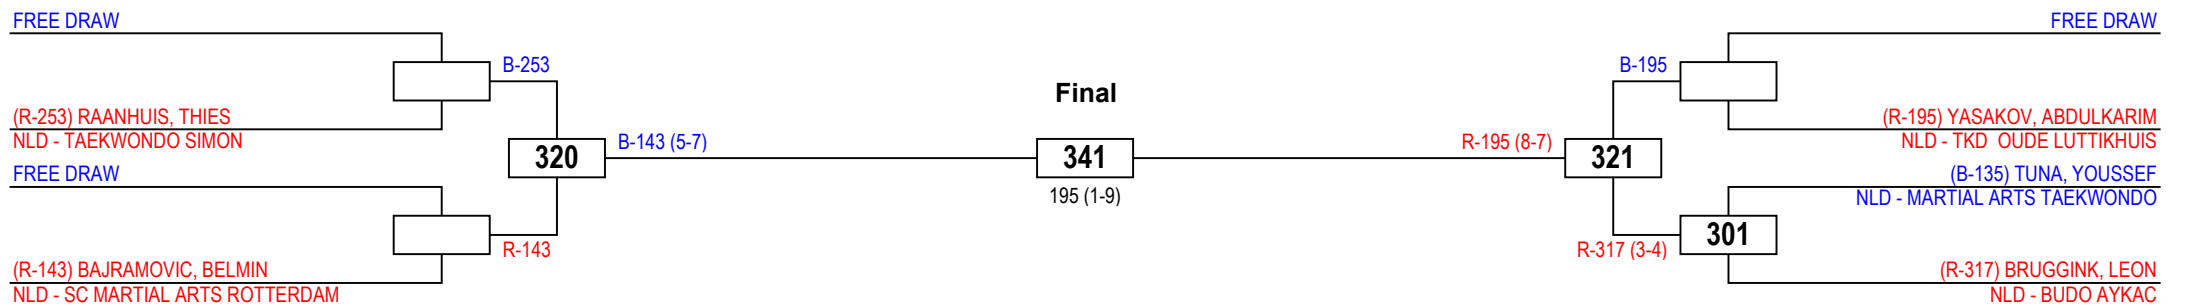 FREE DRAW
(R-253) RAANHUIS, THIES
NLD - TAEKWONDO SIMON
FREE DRAW
(R-143) BAJRAMOVIC, BELMIN
NLD - SC MARTIAL ARTS ROTTERDAM
B-253
R-143
320
B-143 (5-7)
Final
341
195 (1-9)
R-195 (8-7)
321
B-195
R-317 (3-4)
301
FREE DRAW
(R-195) YASAKOV, ABDULKARIM
NLD - TKD  OUDE LUTTIKHUIS
(B-135) TUNA, YOUSSEF
NLD - MARTIAL ARTS TAEKWONDO
(R-317) BRUGGINK, LEON
NLD - BUDO AYKAC